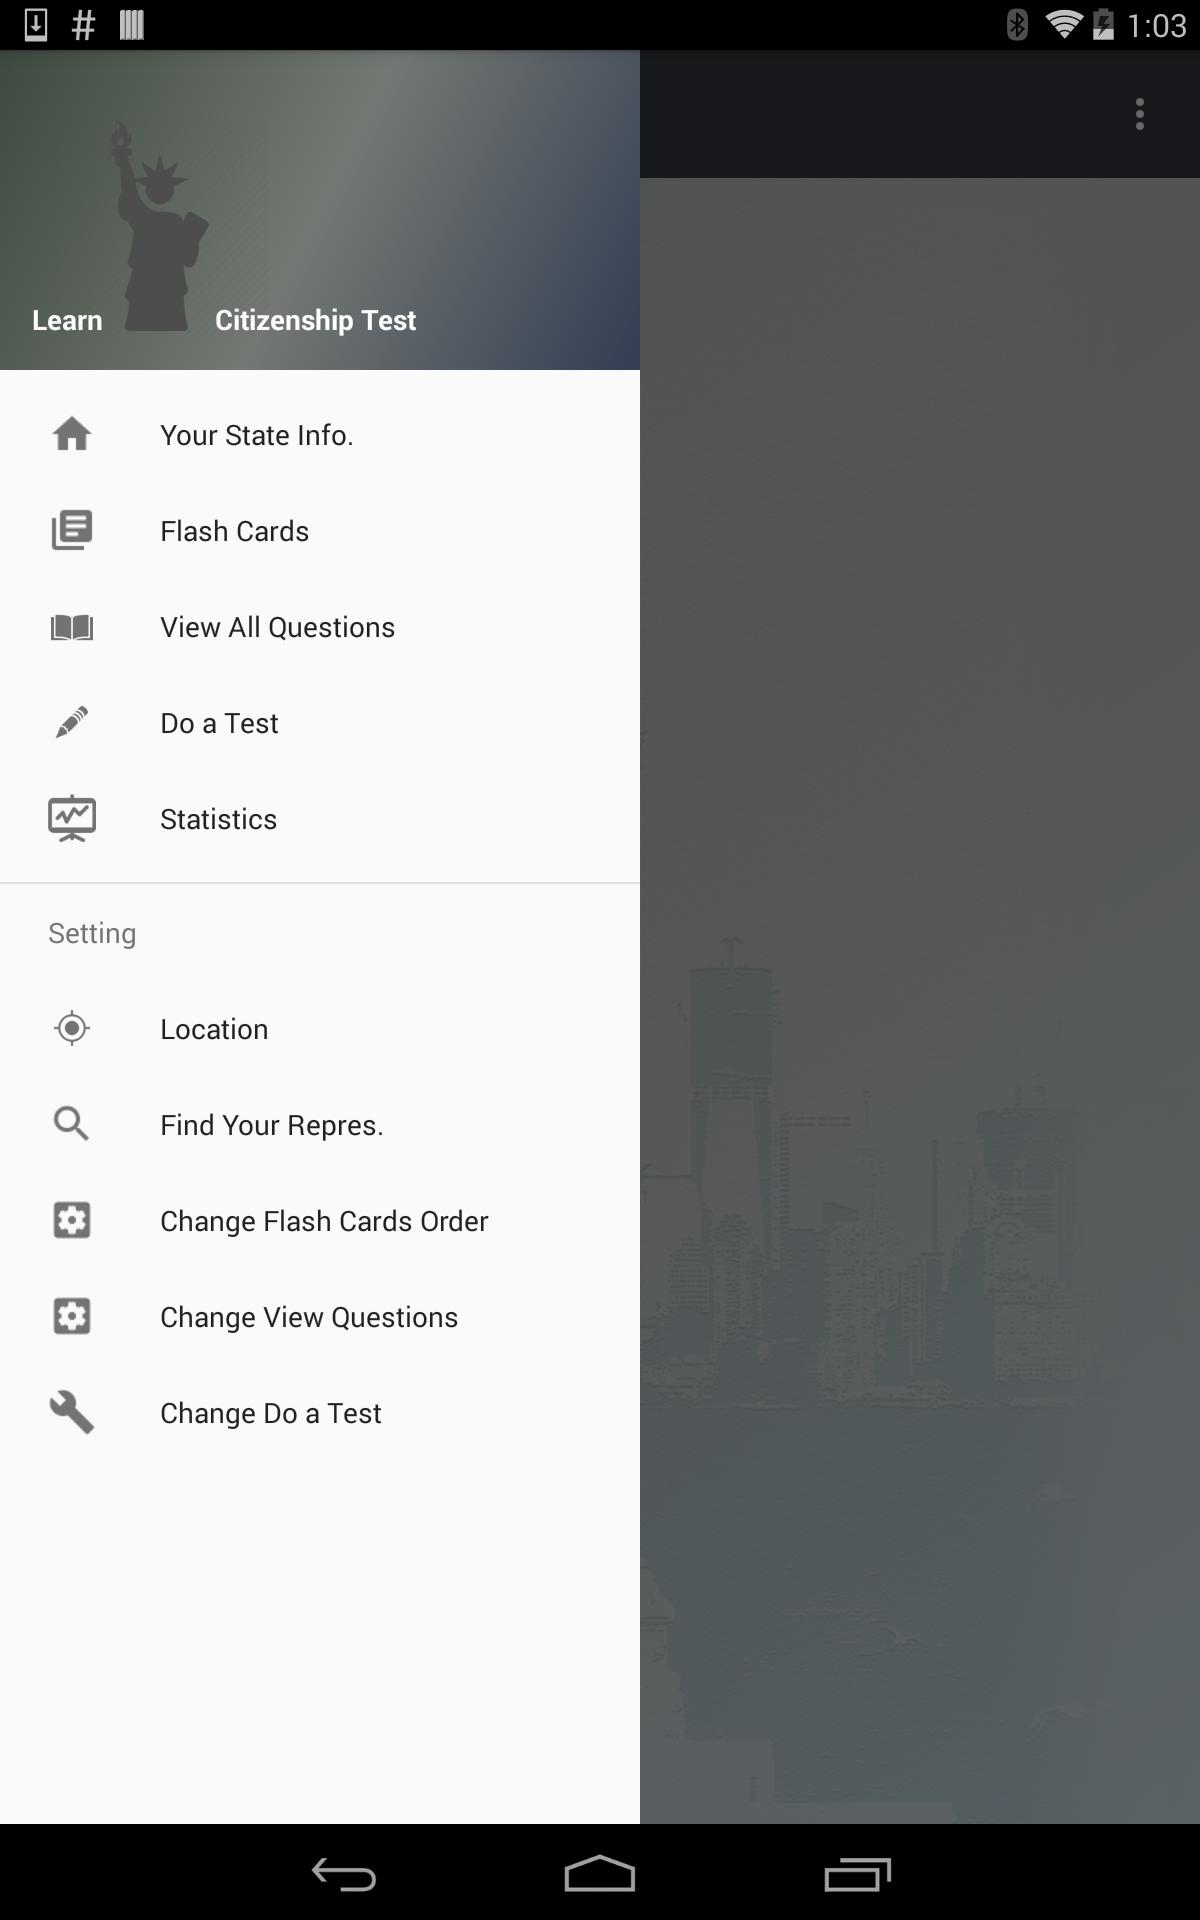 1:03
Learn Citizenship Test
Your State Info.
Flash Cards
View All Questions
Do a Test
Statistics
Setting
Location
Find Your Repres.
Change Flash Cards Order
Change View Questions
Change Do a Test